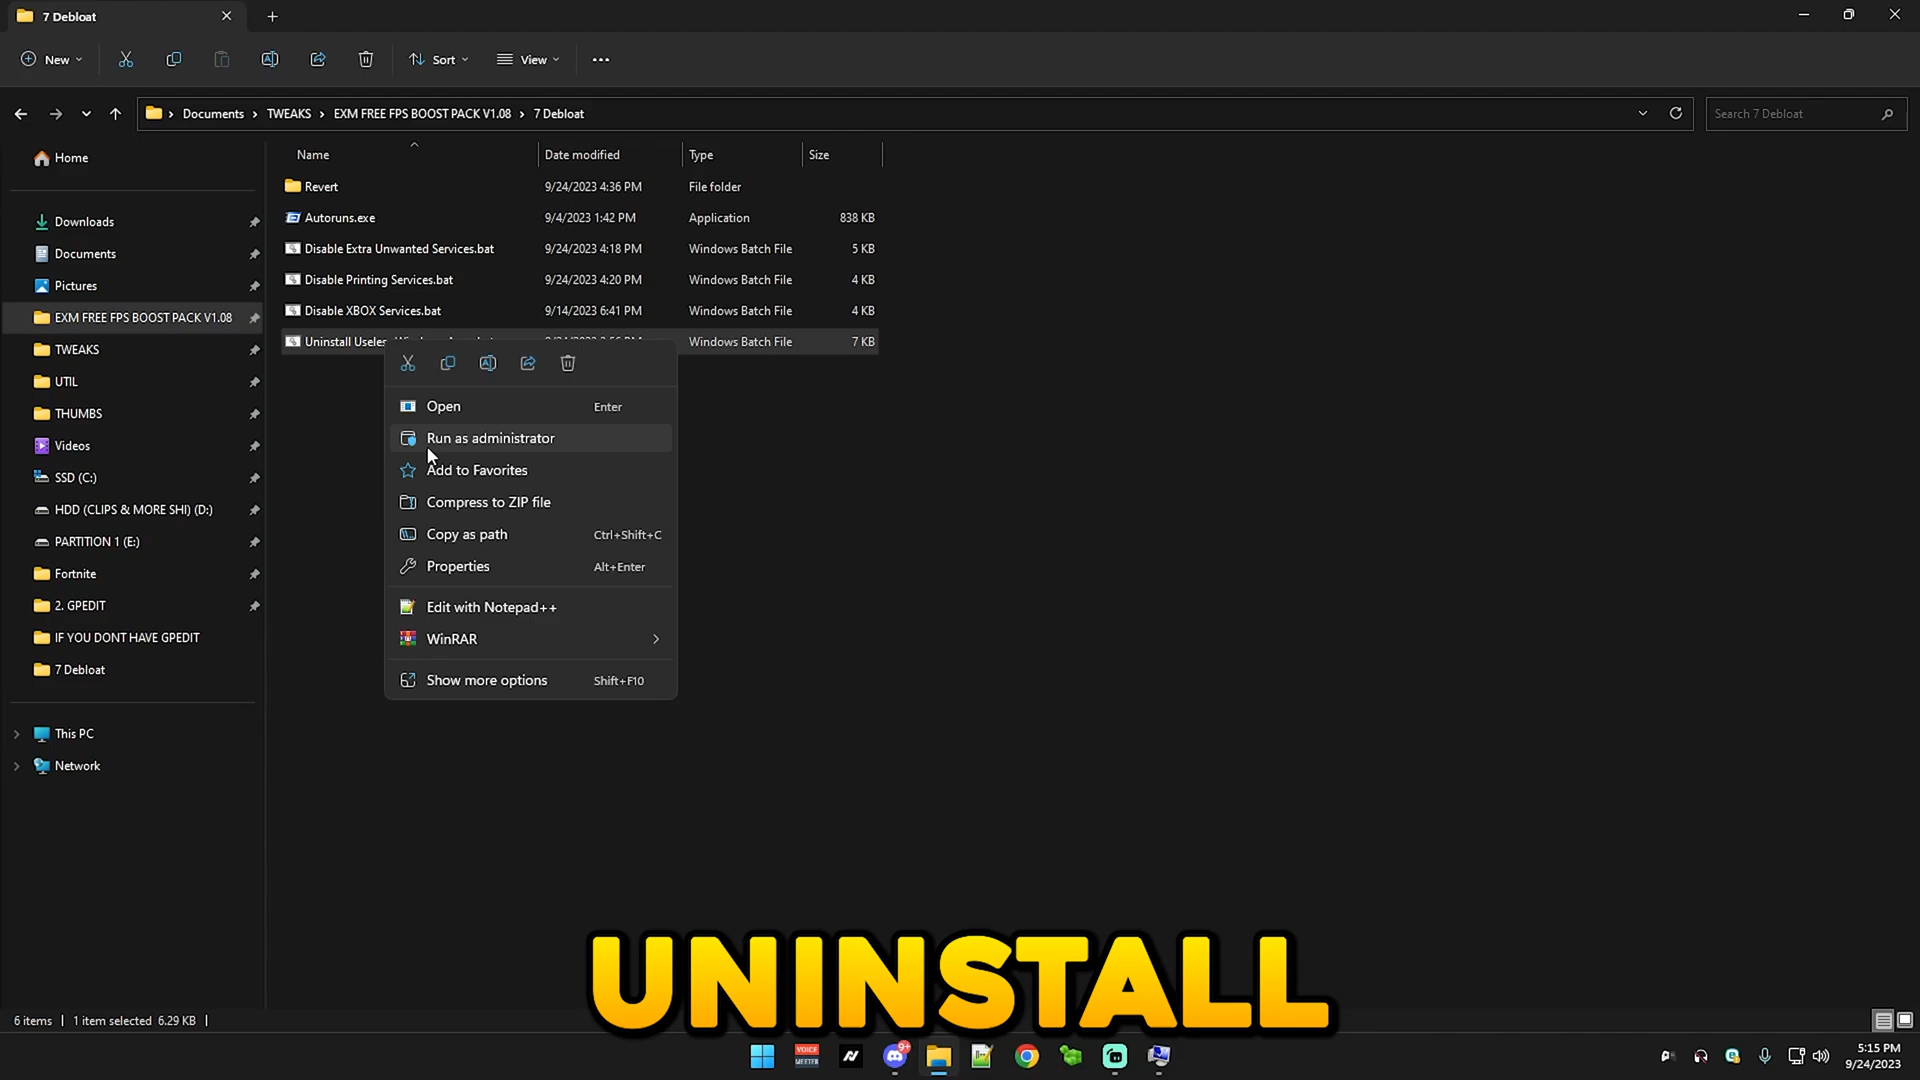 7 Debloat
New
Sort
View
Documents > TWEAKS > EXM FREE FPS BOOST PACK V1.08 > 7 Debloat
Search 7 Debloat
Name Date modified Type Size
Home
Downloads
Documents
Pictures
EXM FREE FPS BOOST PACK V1.08
TWEAKS
UTIL
THUMBS
Videos
SSD (C:)
HDD (CLIPS & MORE SHI) (D:)
PARTITION 1 (E:)
Fortnite
2. GPEDIT
IF YOU DONT HAVE GPEDIT
7 Debloat
This PC
Network
Revert 9/24/2023 4:36 PM File folder
Autoruns.exe 9/4/2023 1:42 PM Application 838 KB
Disable Extra Unwanted Services.bat 9/24/2023 4:18 PM Windows Batch File 5 KB
Disable Printing Services.bat 9/24/2023 4:20 PM Windows Batch File 4 KB
Disable XBOX Services.bat 9/14/2023 6:41 PM Windows Batch File 4 KB
Uninstall Windows Batch File 7 KB
Open Enter
Run as administrator
Add to Favorites
Compress to ZIP file
Copy as path Ctrl+Shift+C
Properties Alt+Enter
Edit with Notepad++
WinRAR
Show more options Shift+F10
UNINSTALL
6 items 1 item selected 6.29 KB
VOICE
MEETER
9+
5:15 PM
9/24/2023